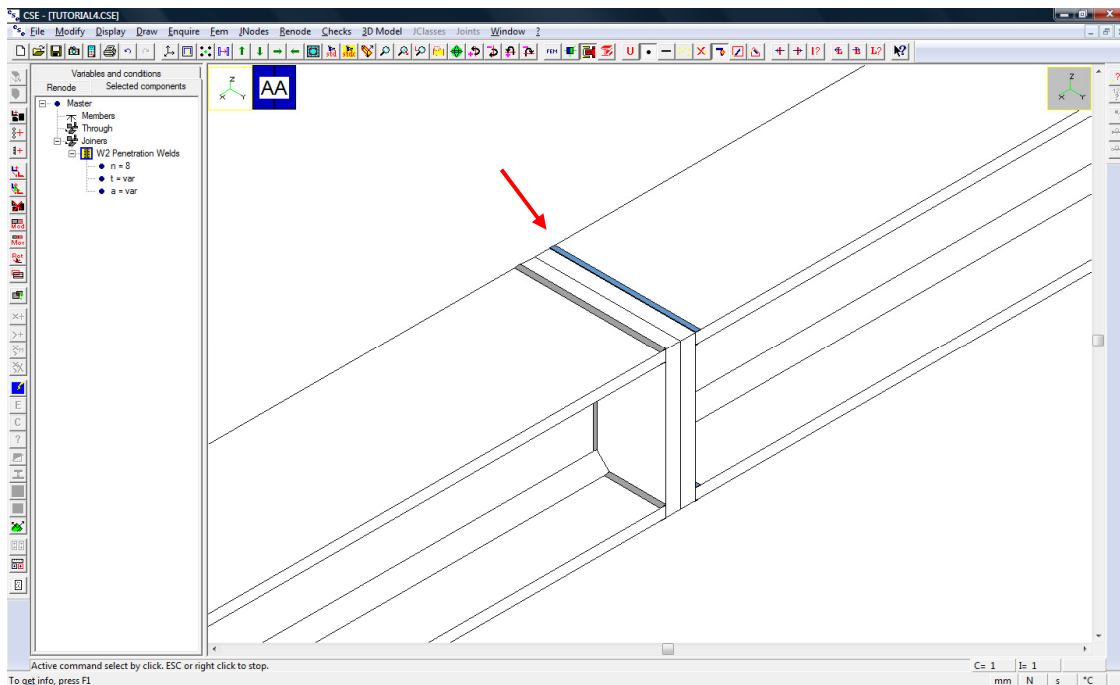 CSE - [TUTORIAL4.CSE]
File Modify Display Draw Enquire Fem JNodes Renode Checks 3D Model JClasses Joints Window ?
Variables and conditions
Renode Selected components
Master
Members
Through
Joiners
W2 Penetration Welds
n = 8
t = var
a = var
AA
Active command select by click. ESC or right click to stop.
C= 1 I= 1
To get info, press F1
mm N s °C